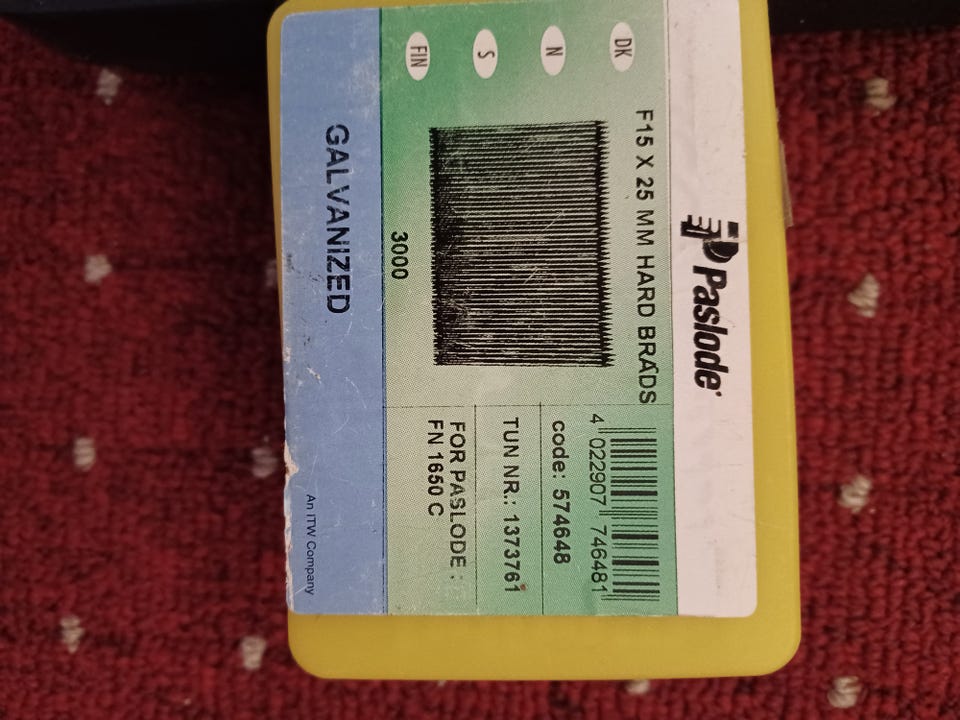 Paslode
F15 X 25 MM HARD BRADS
DK
N
S
FIN
3000
4 022907 746481
code: 574648
TUN NR.: 1373761
FOR PASLODE :
FN 1650 C
GALVANIZED
An ITW Company